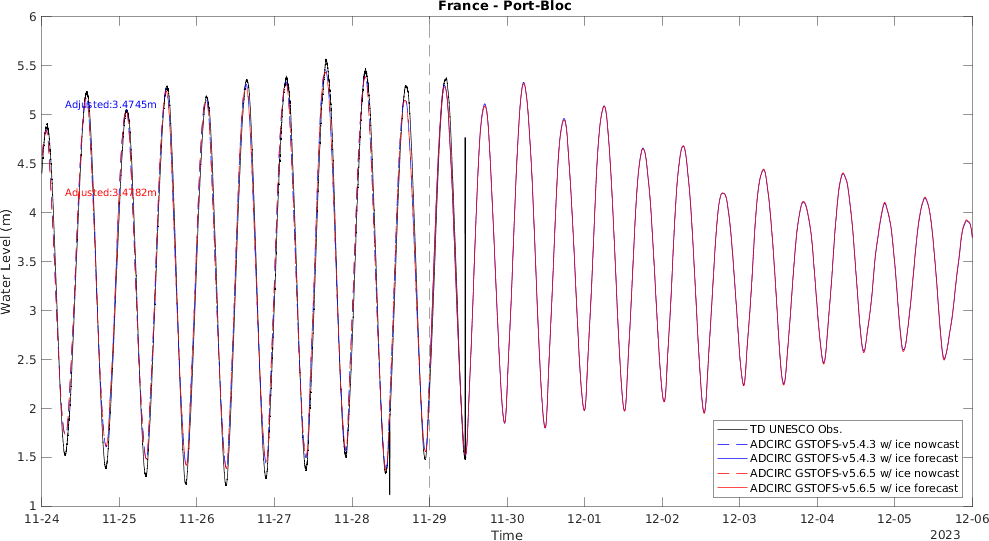 France - Port-Bloc
6
5.5
5
4.5
4
3.5
3
2.5
2
1.5
1
Water Level (m)
Adjusted:3.4745m
Adjusted:3.4782m
TD UNESCO Obs.
ADCIRC GSTOFS-v5.4.3 w/ ice nowcast
ADCIRC GSTOFS-v5.4.3 w/ ice forecast
ADCIRC GSTOFS-v5.6.5 w/ ice nowcast
ADCIRC GSTOFS-v5.6.5 w/ ice forecast
11-24 11-25 11-26 11-27 11-28 11-29 11-30 12-01 12-02 12-03 12-04 12-05 12-06
Time
2023